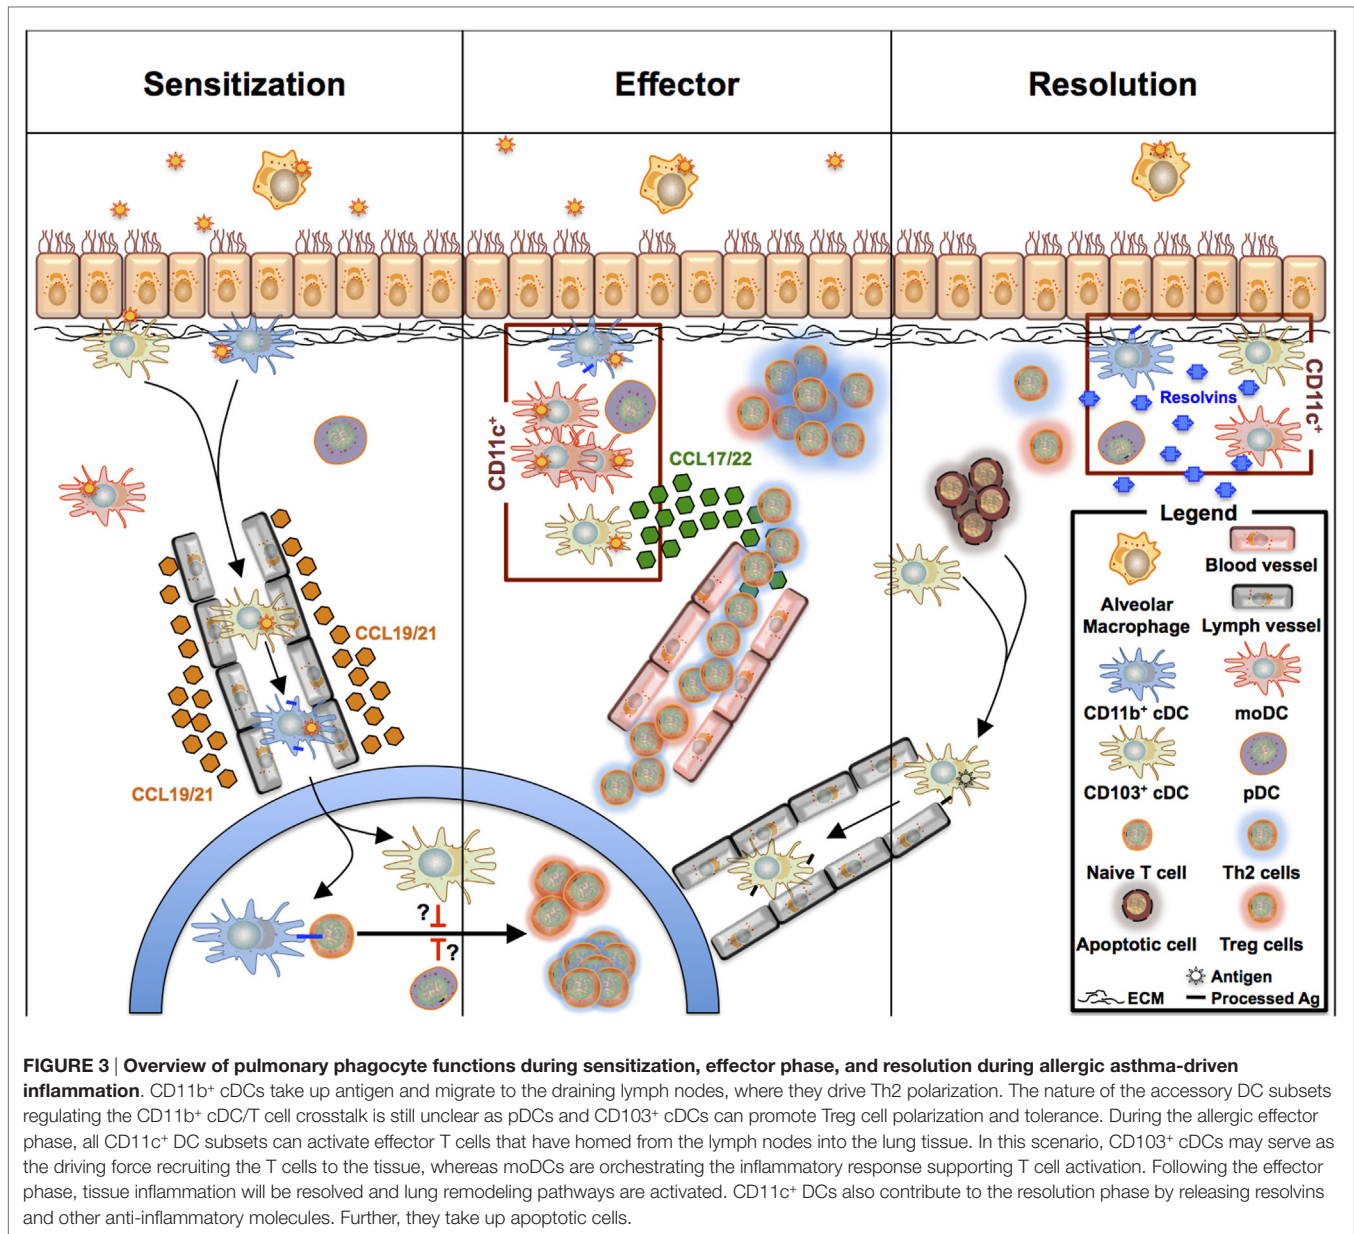 Sensitization
Effector
Resolution
CD11c+
CCL17/22
Resolvins
CD11c+
CCL19/21
CCL19/21
?
?
Legend
Alveolar
Macrophage
Blood vessel
Lymph vessel
CD11b+ cDC
moDC
CD103+ cDC
pDC
Naive T cell
Th2 cells
Apoptotic cell
Treg cells
Antigen
ECM
Processed Ag
FIGURE 3 | Overview of pulmonary phagocyte functions during sensitization, effector phase, and resolution during allergic asthma-driven
inflammation. CD11b+ cDCs take up antigen and migrate to the draining lymph nodes, where they drive Th2 polarization. The nature of the accessory DC subsets
regulating the CD11b+ cDC/T cell crosstalk is still unclear as pDCs and CD103+ cDCs can promote Treg cell polarization and tolerance. During the allergic effector
phase, all CD11c+ DC subsets can activate effector T cells that have homed from the lymph nodes into the lung tissue. In this scenario, CD103+ cDCs may serve as
the driving force recruiting the T cells to the tissue, whereas moDCs are orchestrating the inflammatory response supporting T cell activation. Following the effector
phase, tissue inflammation will be resolved and lung remodeling pathways are activated. CD11c+ DCs also contribute to the resolution phase by releasing resolvins
and other anti-inflammatory molecules. Further, they take up apoptotic cells.